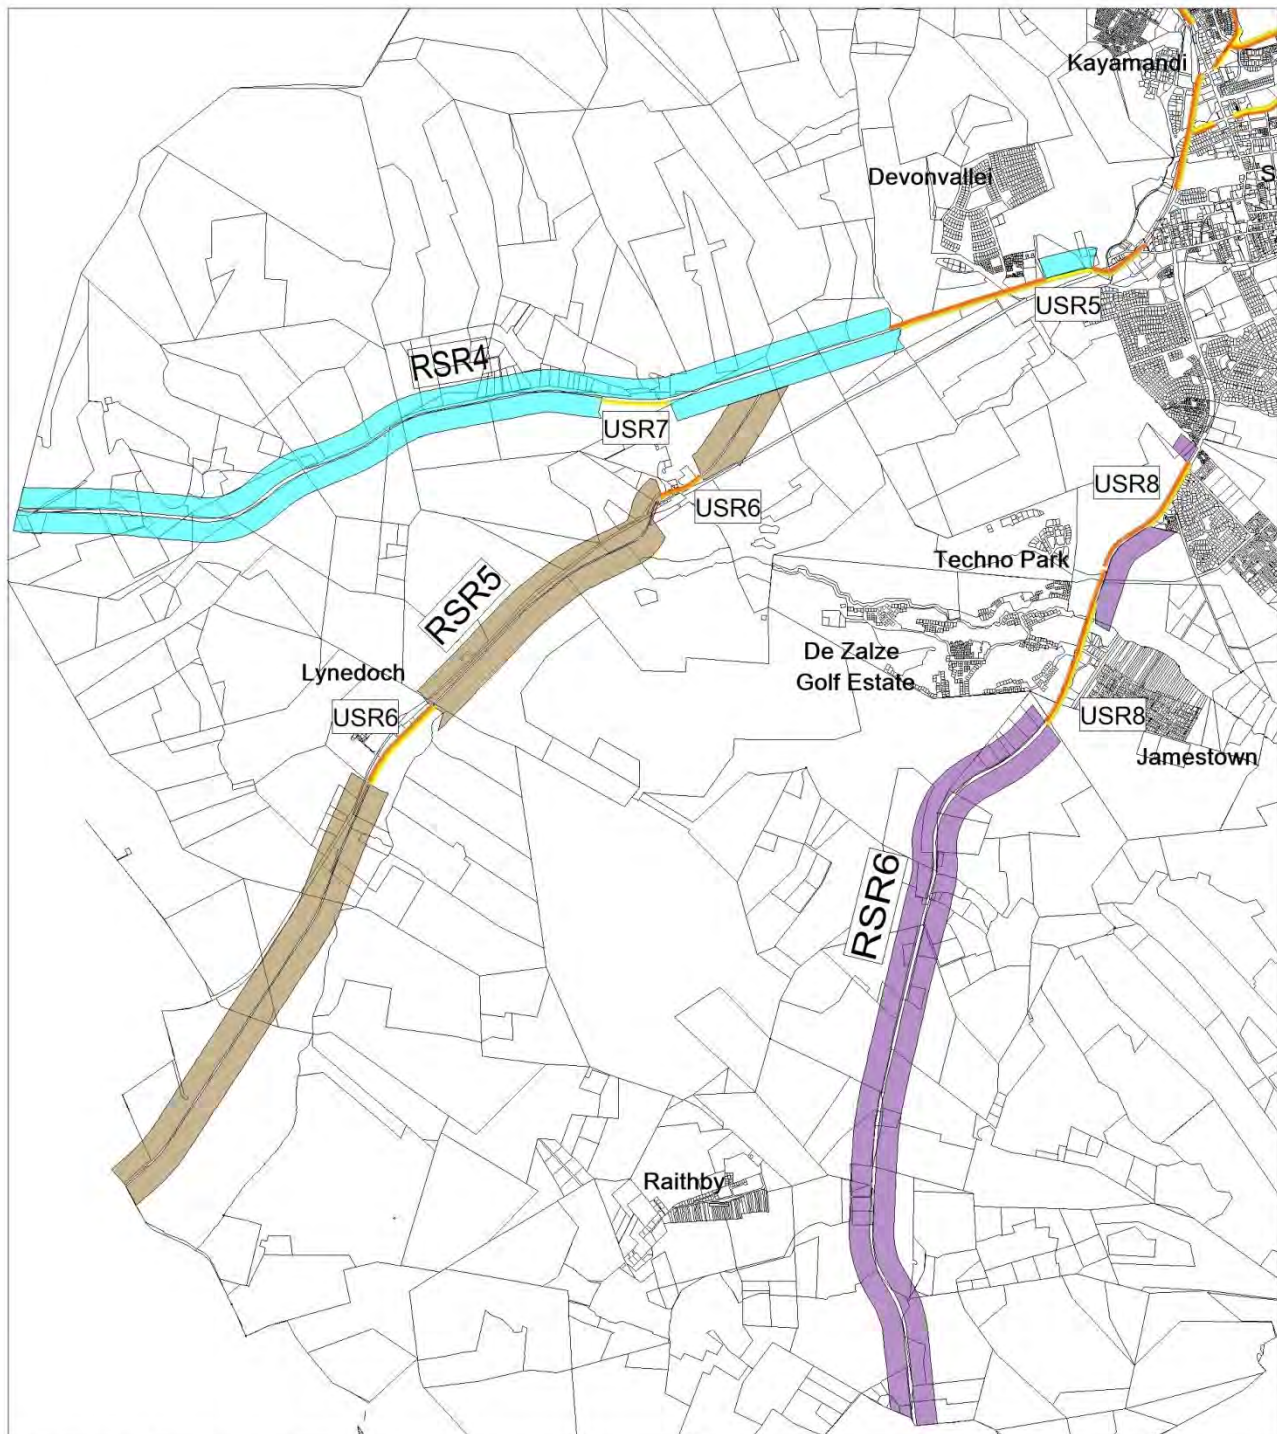 Kayamandi
Devonvallei
S
USR5
RSR4
USR7
USR8
USR6
Techno Park
RSR5
De Zalze
Golf Estate
Lynedoch
USR6
USR8
Jamestown
RSR6
Raithby